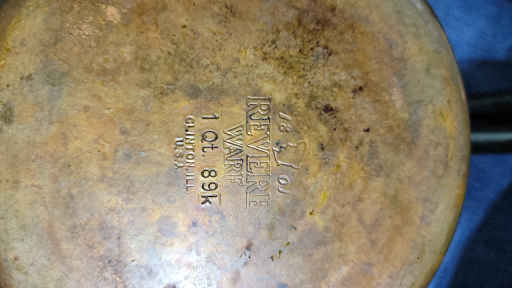 REVERE
WARE
1 Qt. 89k
CLINTON, ILL
U.S.A.